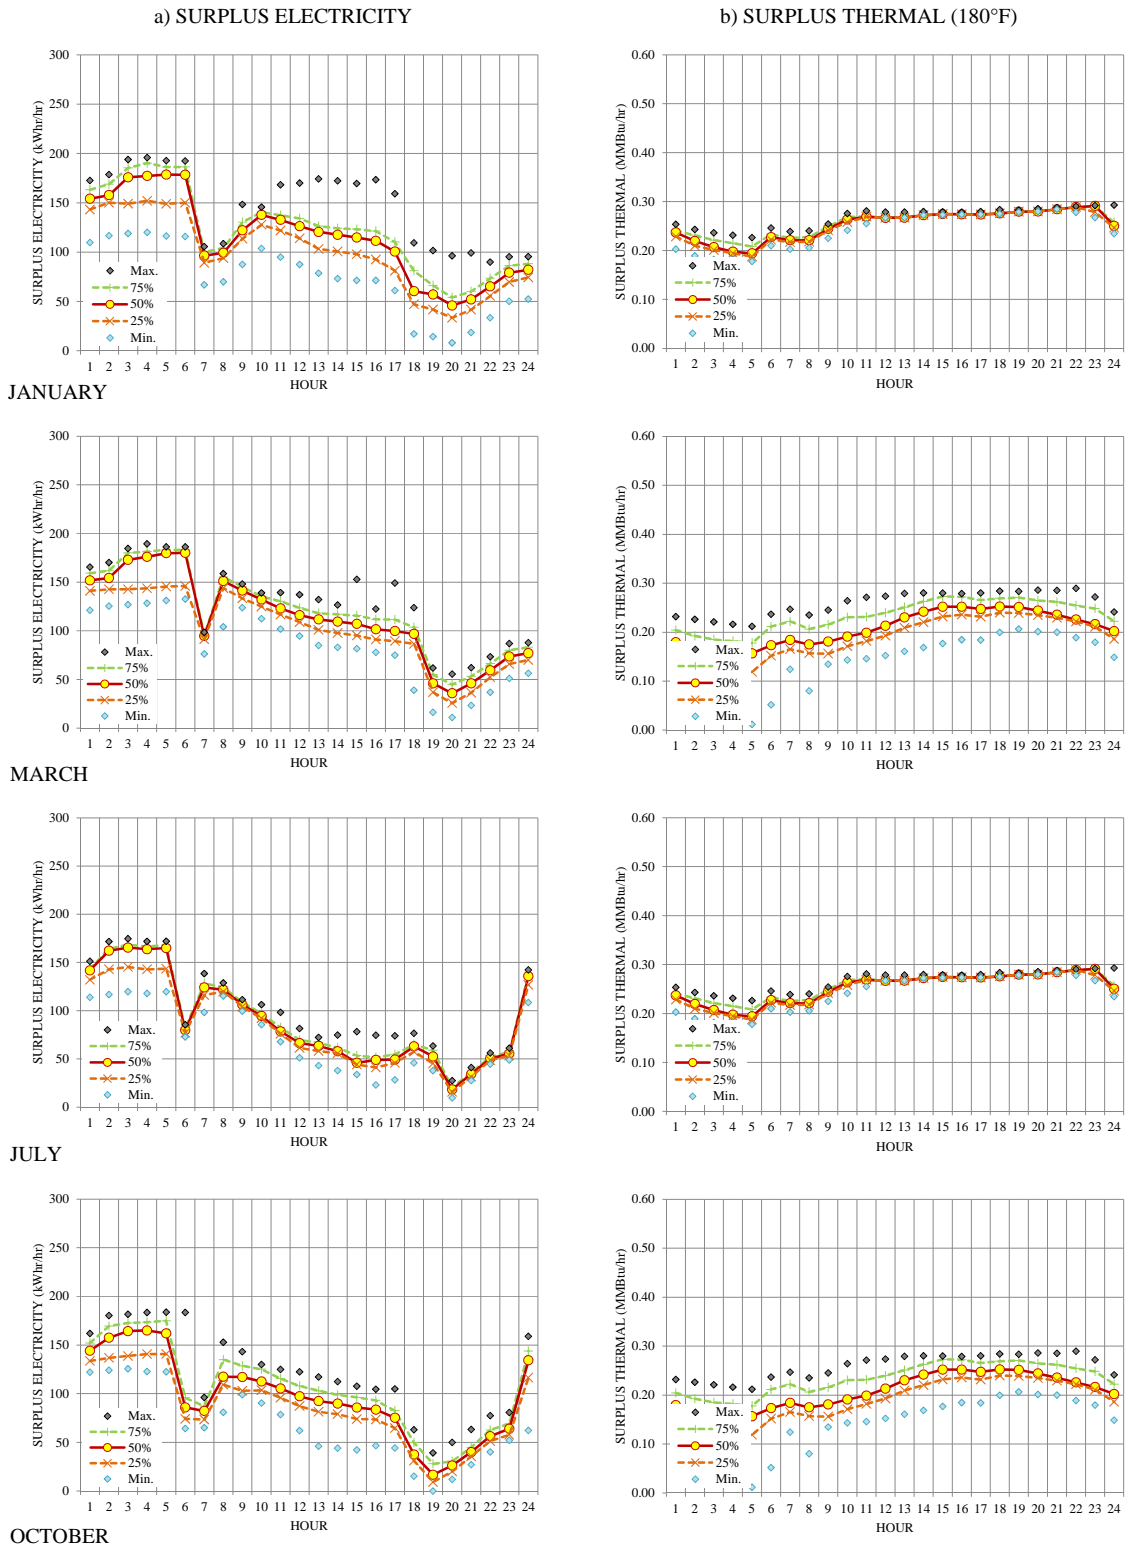 a) SURPLUS ELECTRICITY
b) SURPLUS THERMAL (180°F)
SURPLUS ELECTRICITY (kWhr/hr)
300
250
200
150
100
50
0
Max.
75%
50%
25%
Min.
1 2 3 4 5 6 7 8 9 10 11 12 13 14 15 16 17 18 19 20 21 22 23 24
HOUR
SURPLUS THERMAL (MMBtu/hr)
0.60
0.50
0.40
0.30
0.20
0.10
0.00
Max.
75%
50%
25%
Min.
1 2 3 4 5 6 7 8 9 10 11 12 13 14 15 16 17 18 19 20 21 22 23 24
HOUR
JANUARY
SURPLUS ELECTRICITY (kWhr/hr)
300
250
200
150
100
50
0
Max.
75%
50%
25%
Min.
1 2 3 4 5 6 7 8 9 10 11 12 13 14 15 16 17 18 19 20 21 22 23 24
HOUR
SURPLUS THERMAL (MMBtu/hr)
0.60
0.50
0.40
0.30
0.20
0.10
0.00
Max.
75%
50%
25%
Min.
1 2 3 4 5 6 7 8 9 10 11 12 13 14 15 16 17 18 19 20 21 22 23 24
HOUR
MARCH
SURPLUS ELECTRICITY (kWhr/hr)
300
250
200
150
100
50
0
Max.
75%
50%
25%
Min.
1 2 3 4 5 6 7 8 9 10 11 12 13 14 15 16 17 18 19 20 21 22 23 24
HOUR
SURPLUS THERMAL (MMBtu/hr)
0.60
0.50
0.40
0.30
0.20
0.10
0.00
Max.
75%
50%
25%
Min.
1 2 3 4 5 6 7 8 9 10 11 12 13 14 15 16 17 18 19 20 21 22 23 24
HOUR
JULY
SURPLUS ELECTRICITY (kWhr/hr)
300
250
200
150
100
50
0
Max.
75%
50%
25%
Min.
1 2 3 4 5 6 7 8 9 10 11 12 13 14 15 16 17 18 19 20 21 22 23 24
HOUR
SURPLUS THERMAL (MMBtu/hr)
0.60
0.50
0.40
0.30
0.20
0.10
0.00
Max.
75%
50%
25%
Min.
1 2 3 4 5 6 7 8 9 10 11 12 13 14 15 16 17 18 19 20 21 22 23 24
HOUR
OCTOBER